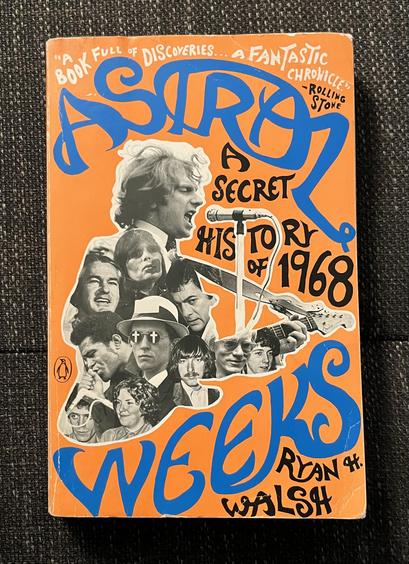 "A BOOK FULL OF DISCOVERIES... A FANTASTIC CHRONICLE"
-ROLLING STONE
ASTRAL
A
SECRET
HISTORY
OF 1968
WEEKS
RYAN H.
WALSH